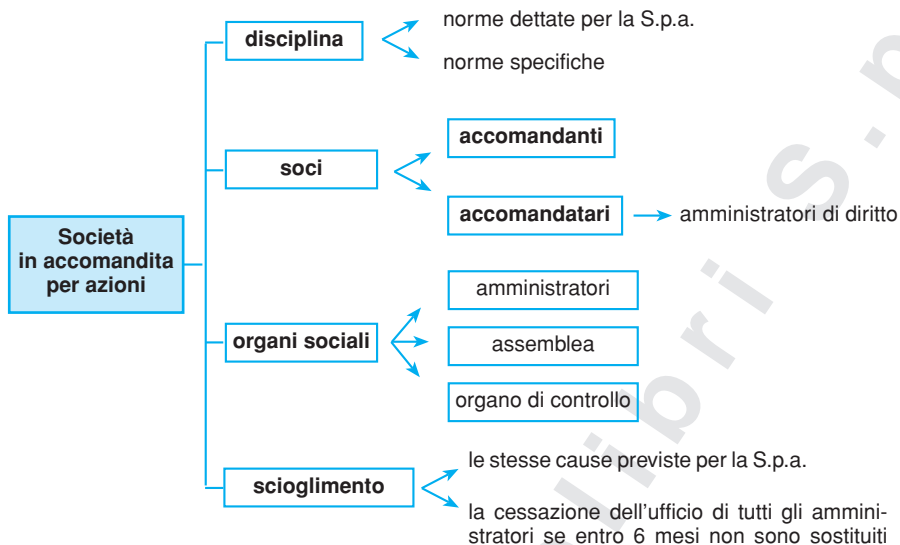 norme dettate per la S.p.a.
disciplina
norme specifiche
accomandanti
soci
accomandatari
amministratori di diritto
Società
in accomandita
per azioni
amministratori
organi sociali
assemblea
organo di controllo
le stesse cause previste per la S.p.a.
scioglimento
la cessazione dell'ufficio di tutti gli ammini-
stratori se entro 6 mesi non sono sostituiti
libri S.p